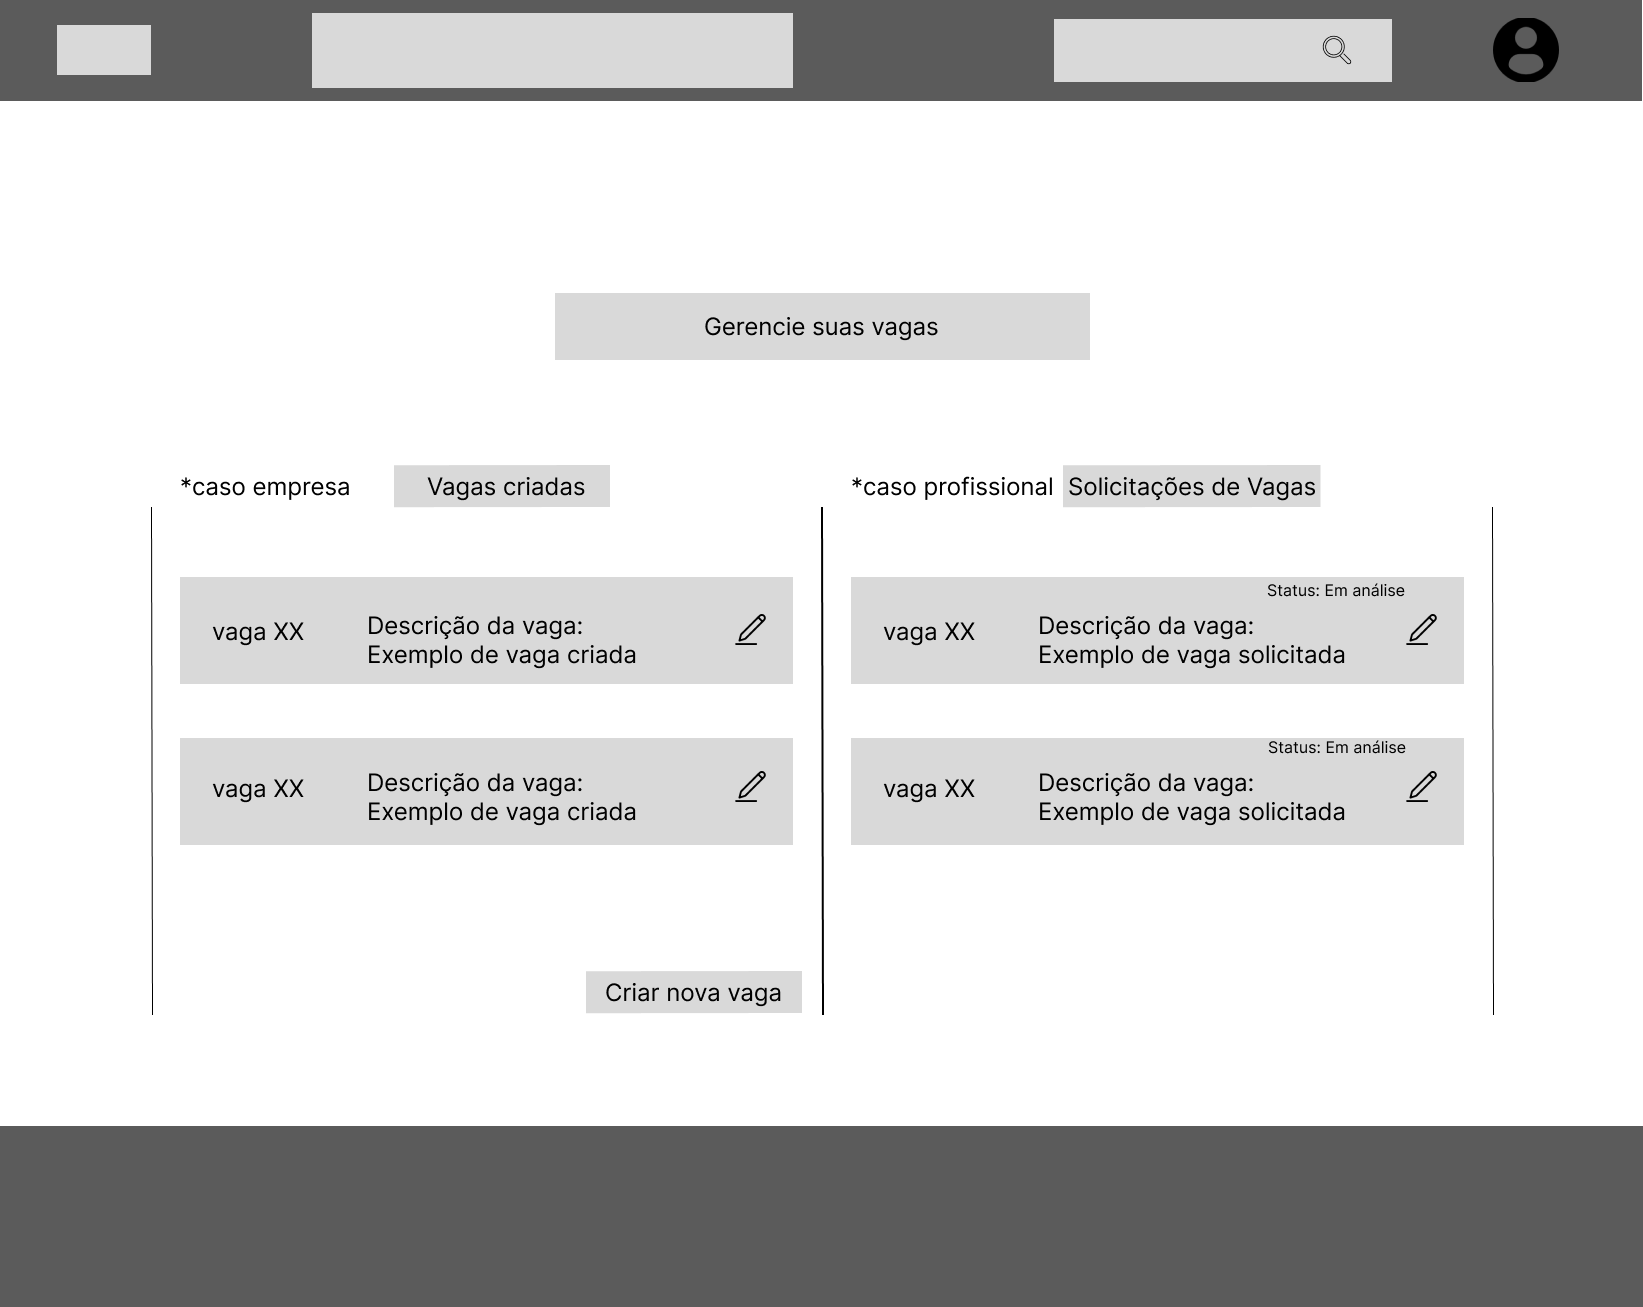 Gerencie suas vagas
*caso empresa
Vagas criadas
vaga XX
Descrição da vaga:
Exemplo de vaga criada
vaga XX
Descrição da vaga:
Exemplo de vaga criada
Criar nova vaga
*caso profissional
Solicitações de Vagas
Status: Em análise
vaga XX
Descrição da vaga:
Exemplo de vaga solicitada
Status: Em análise
vaga XX
Descrição da vaga:
Exemplo de vaga solicitada